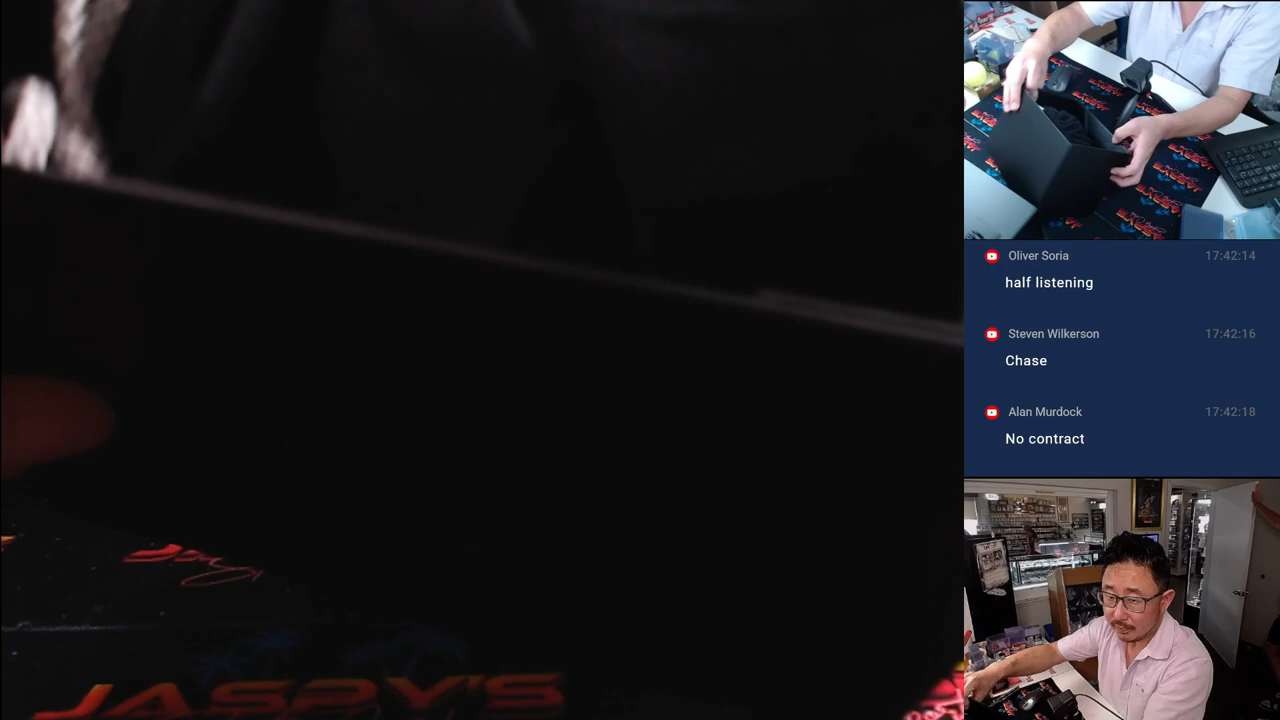 Oliver Soria 17:42:14
half listening
Steven Wilkerson 17:42:16
Chase
Alan Murdock 17:42:18
No contract
JASPY'S